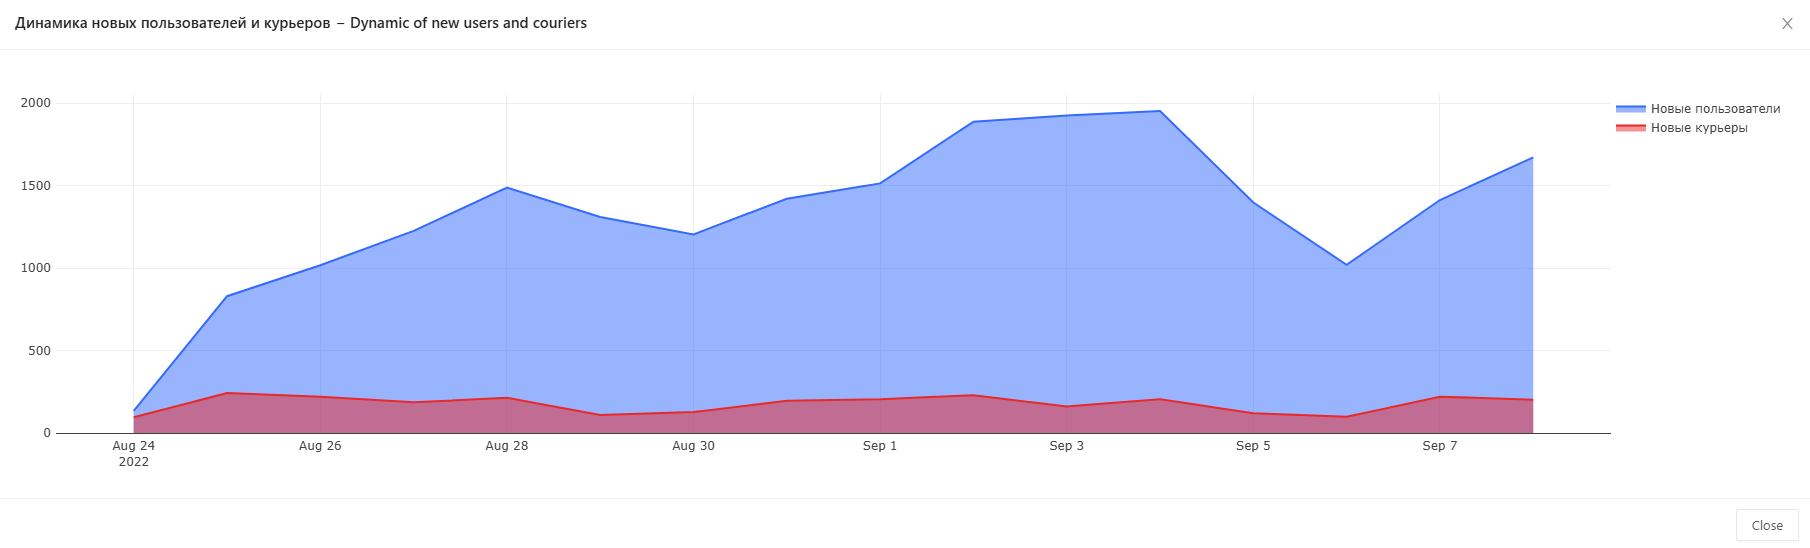 Динамика новых пользователей и курьеров – Dynamic of new users and couriers
2000
1500
1000
500
0
Aug 24
2022
Aug 26
Aug 28
Aug 30
Sep 1
Sep 3
Sep 5
Sep 7
Новые пользователи
Новые курьеры
Close